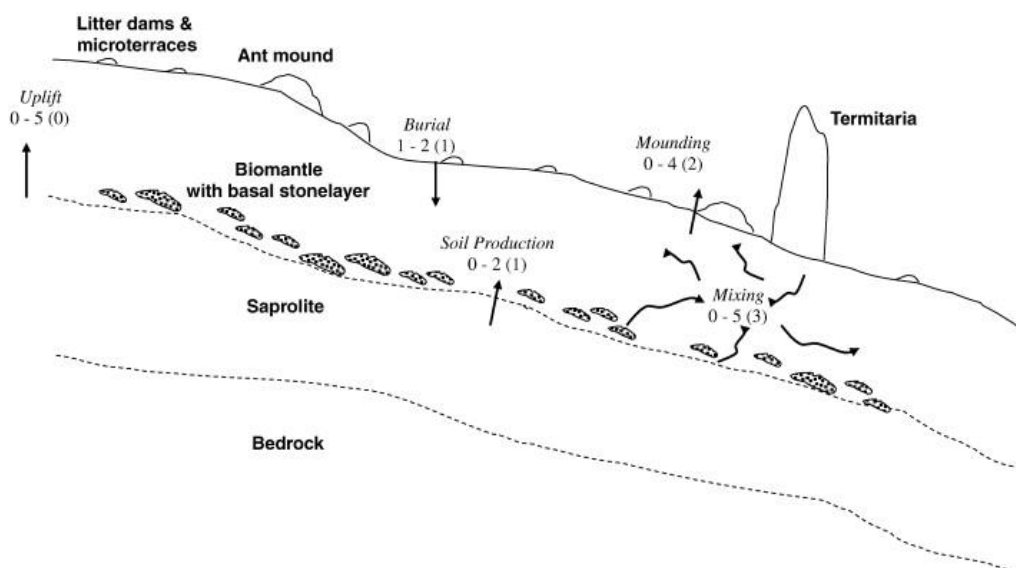 Litter dams &
microterraces
Ant mound
Uplift
0 - 5 (0)
Burial
1 - 2 (1)
Mounding
0 - 4 (2)
Termitaria
Biomantle
with basal stonelayer
Soil Production
0 - 2 (1)
Mixing
0 - 5 (3)
Saprolite
Bedrock